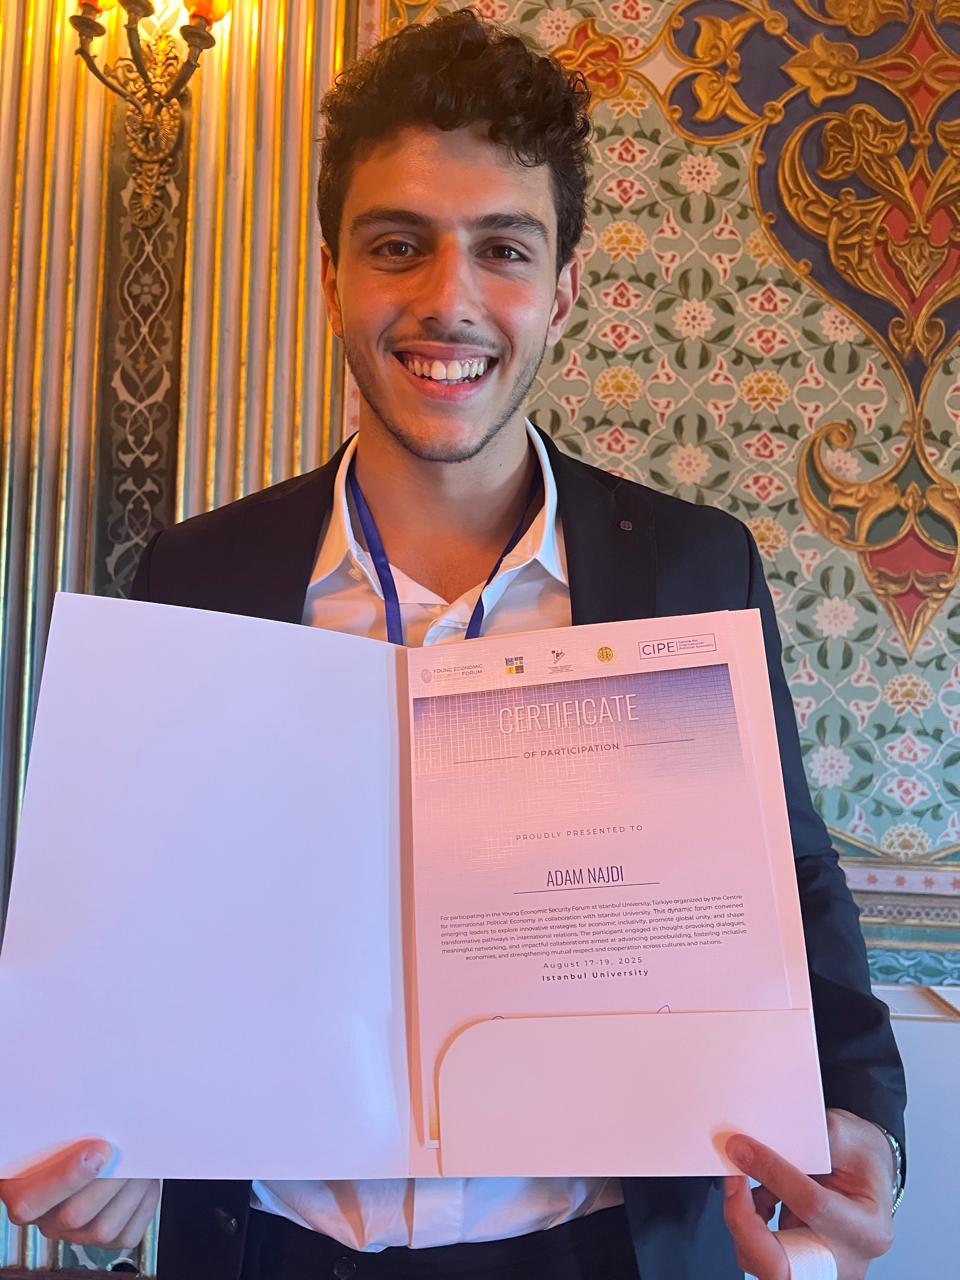 YOUNG ECONOMIC
SECURITY FORUM
CIPE
Centre for
International
Political Economy
CERTIFICATE
OF PARTICIPATION
PROUDLY PRESENTED TO
ADAM NAJDI
For participating in the Young Economic Security Forum at Istanbul University, Türkiye organized by the Centre
for International Political Economy in collaboration with Istanbul University. This dynamic forum convened
emerging leaders to explore innovative strategies for economic inclusivity, promote global unity, and shape
transformative pathways in international relations. The participant engaged in thought-provoking dialogues,
meaningful networking, and impactful collaborations aimed at advancing peacebuilding, fostering inclusive
economies, and strengthening mutual respect and cooperation across cultures and nations.
August 17-19, 2025
Istanbul University